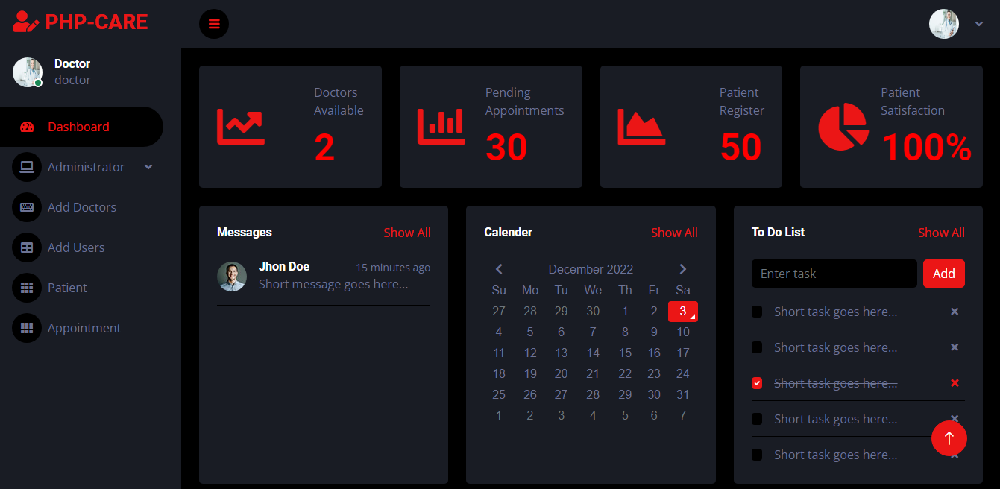 PHP-CARE
Doctor
doctor
Dashboard
Administrator
Add Doctors
Add Users
Patient
Appointment
Doctors
Available
2
Pending
Appointments
30
Patient
Register
50
Patient
Satisfaction
100%
Messages Show All
Jhon Doe 15 minutes ago
Short message goes here...
Calender Show All
December 2022
Su Mo Tu We Th Fr Sa
27 28 29 30 1 2 3
4 5 6 7 8 9 10
11 12 13 14 15 16 17
18 19 20 21 22 23 24
25 26 27 28 29 30 31
1 2 3 4 5 6 7
To Do List Show All
Enter task Add
Short task goes here...
Short task goes here...
Short task goes here...
Short task goes here...
Short task goes here...